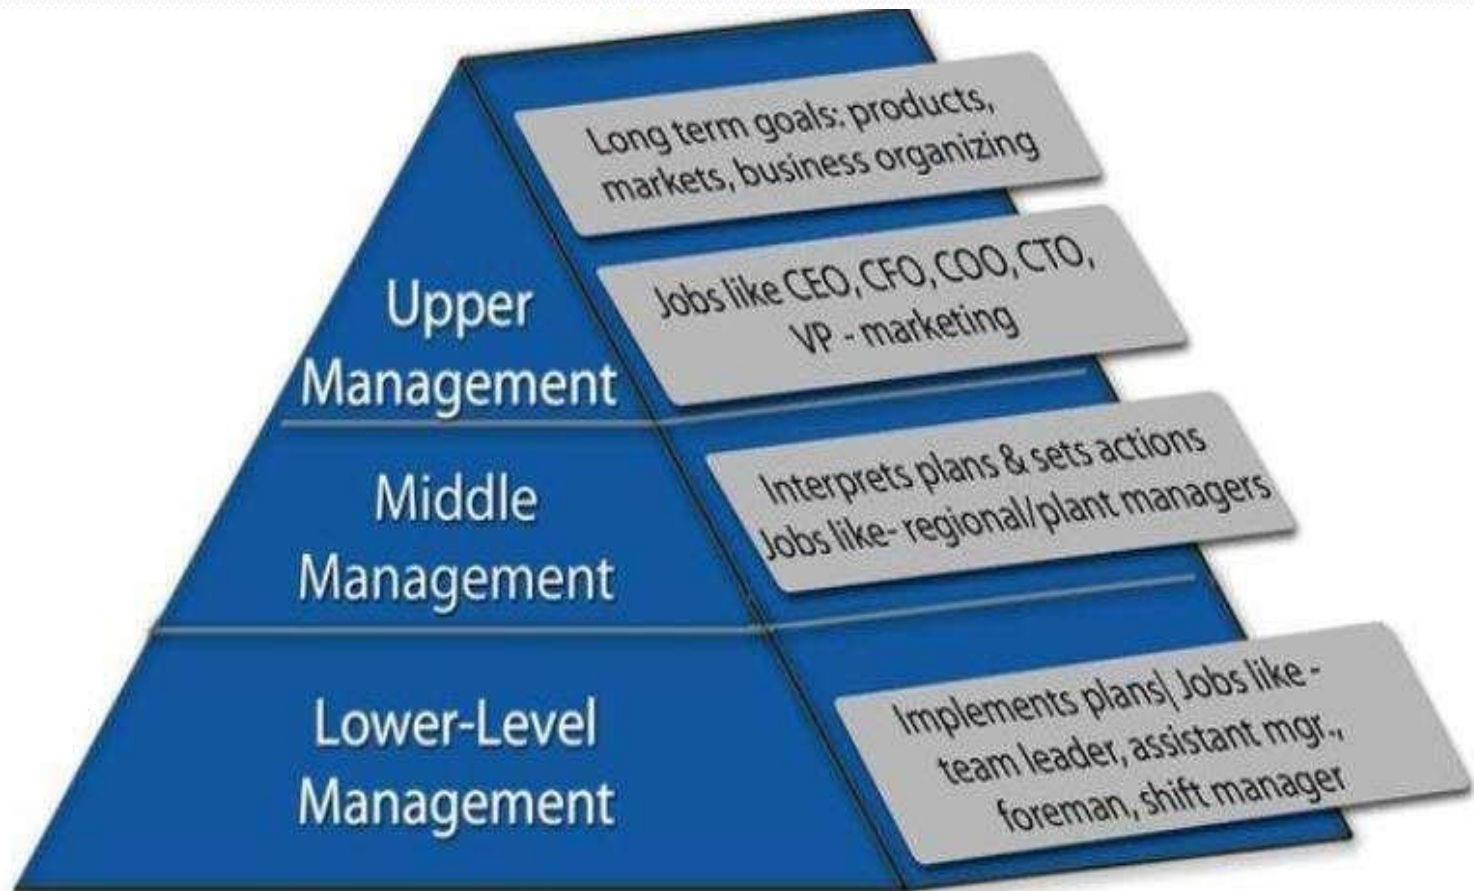 Long term goals: products,
markets, business organizing
Jobs like CEO, CFO, COO, CTO,
VP - marketing
Upper
Management
Interprets plans & sets actions
Jobs like- regional/plant managers
Middle
Management
Implements plans| Jobs like -
team leader, assistant mgr.,
foreman, shift manager
Lower-Level
Management